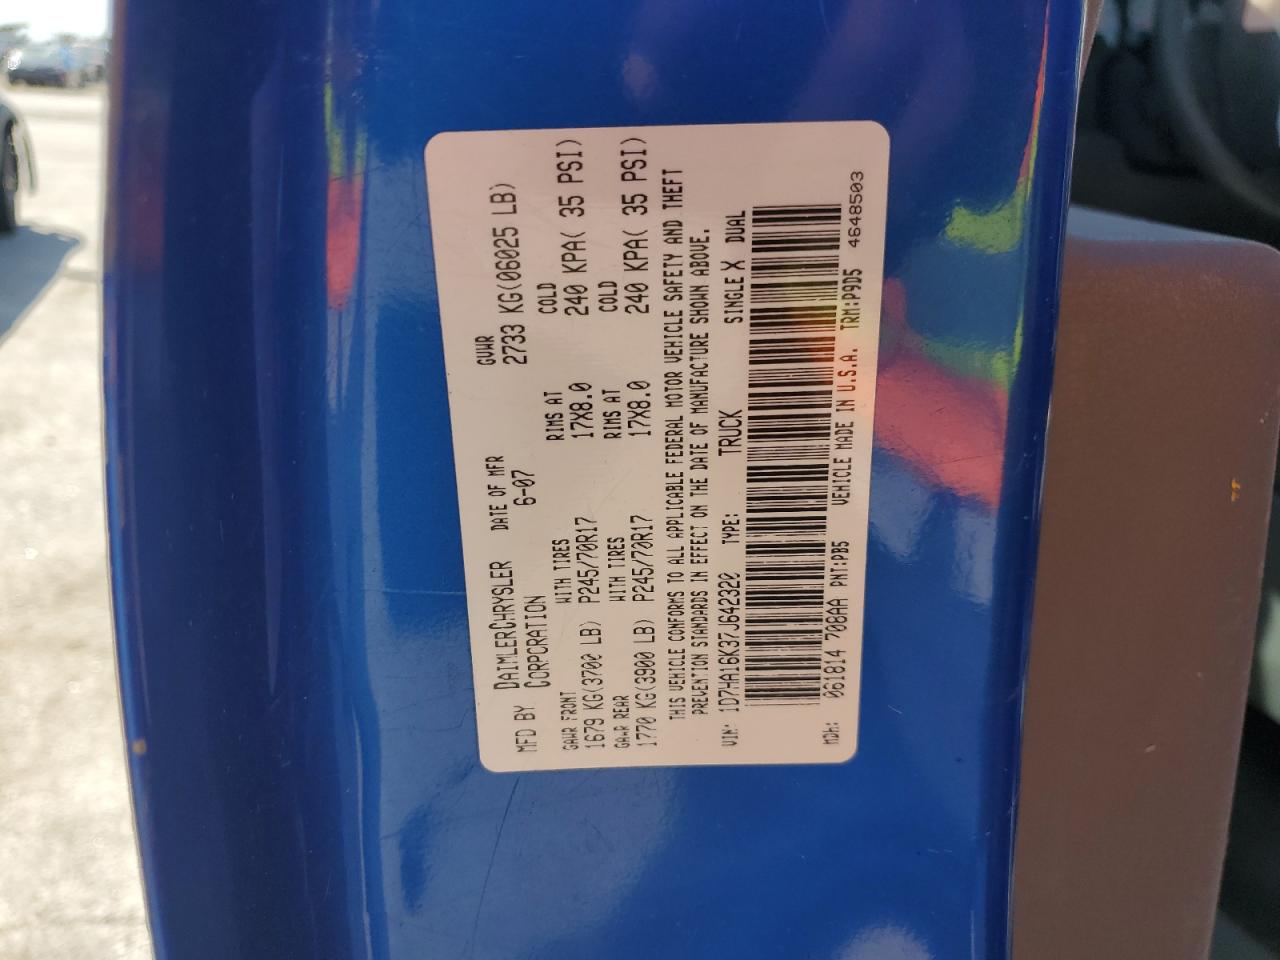 MFD BY DAIMLERCHRYSLER CORPORATION DATE OF MFR 6-07 GVWR 2733 KG(06025 LB)
GAWR FRONT WITH TIRES RIMS AT COLD
1679 KG(3700 LB) P245/70R17 17X8.0 240 KPA( 35 PSI)
GAWR REAR WITH TIRES RIMS AT COLD
1770 KG(3900 LB) P245/70R17 17X8.0 240 KPA( 35 PSI)
THIS VEHICLE CONFORMS TO ALL APPLICABLE FEDERAL MOTOR VEHICLE SAFETY AND THEFT
PREVENTION STANDARDS IN EFFECT ON THE DATE OF MANUFACTURE SHOWN ABOVE.
VIN: 1D7HA16K37J642320 TYPE: TRUCK SINGLE X DUAL
MDH: 061814 708AA PNT:PB5 VEHICLE MADE IN U.S.A. TRM:P9D5 4648503